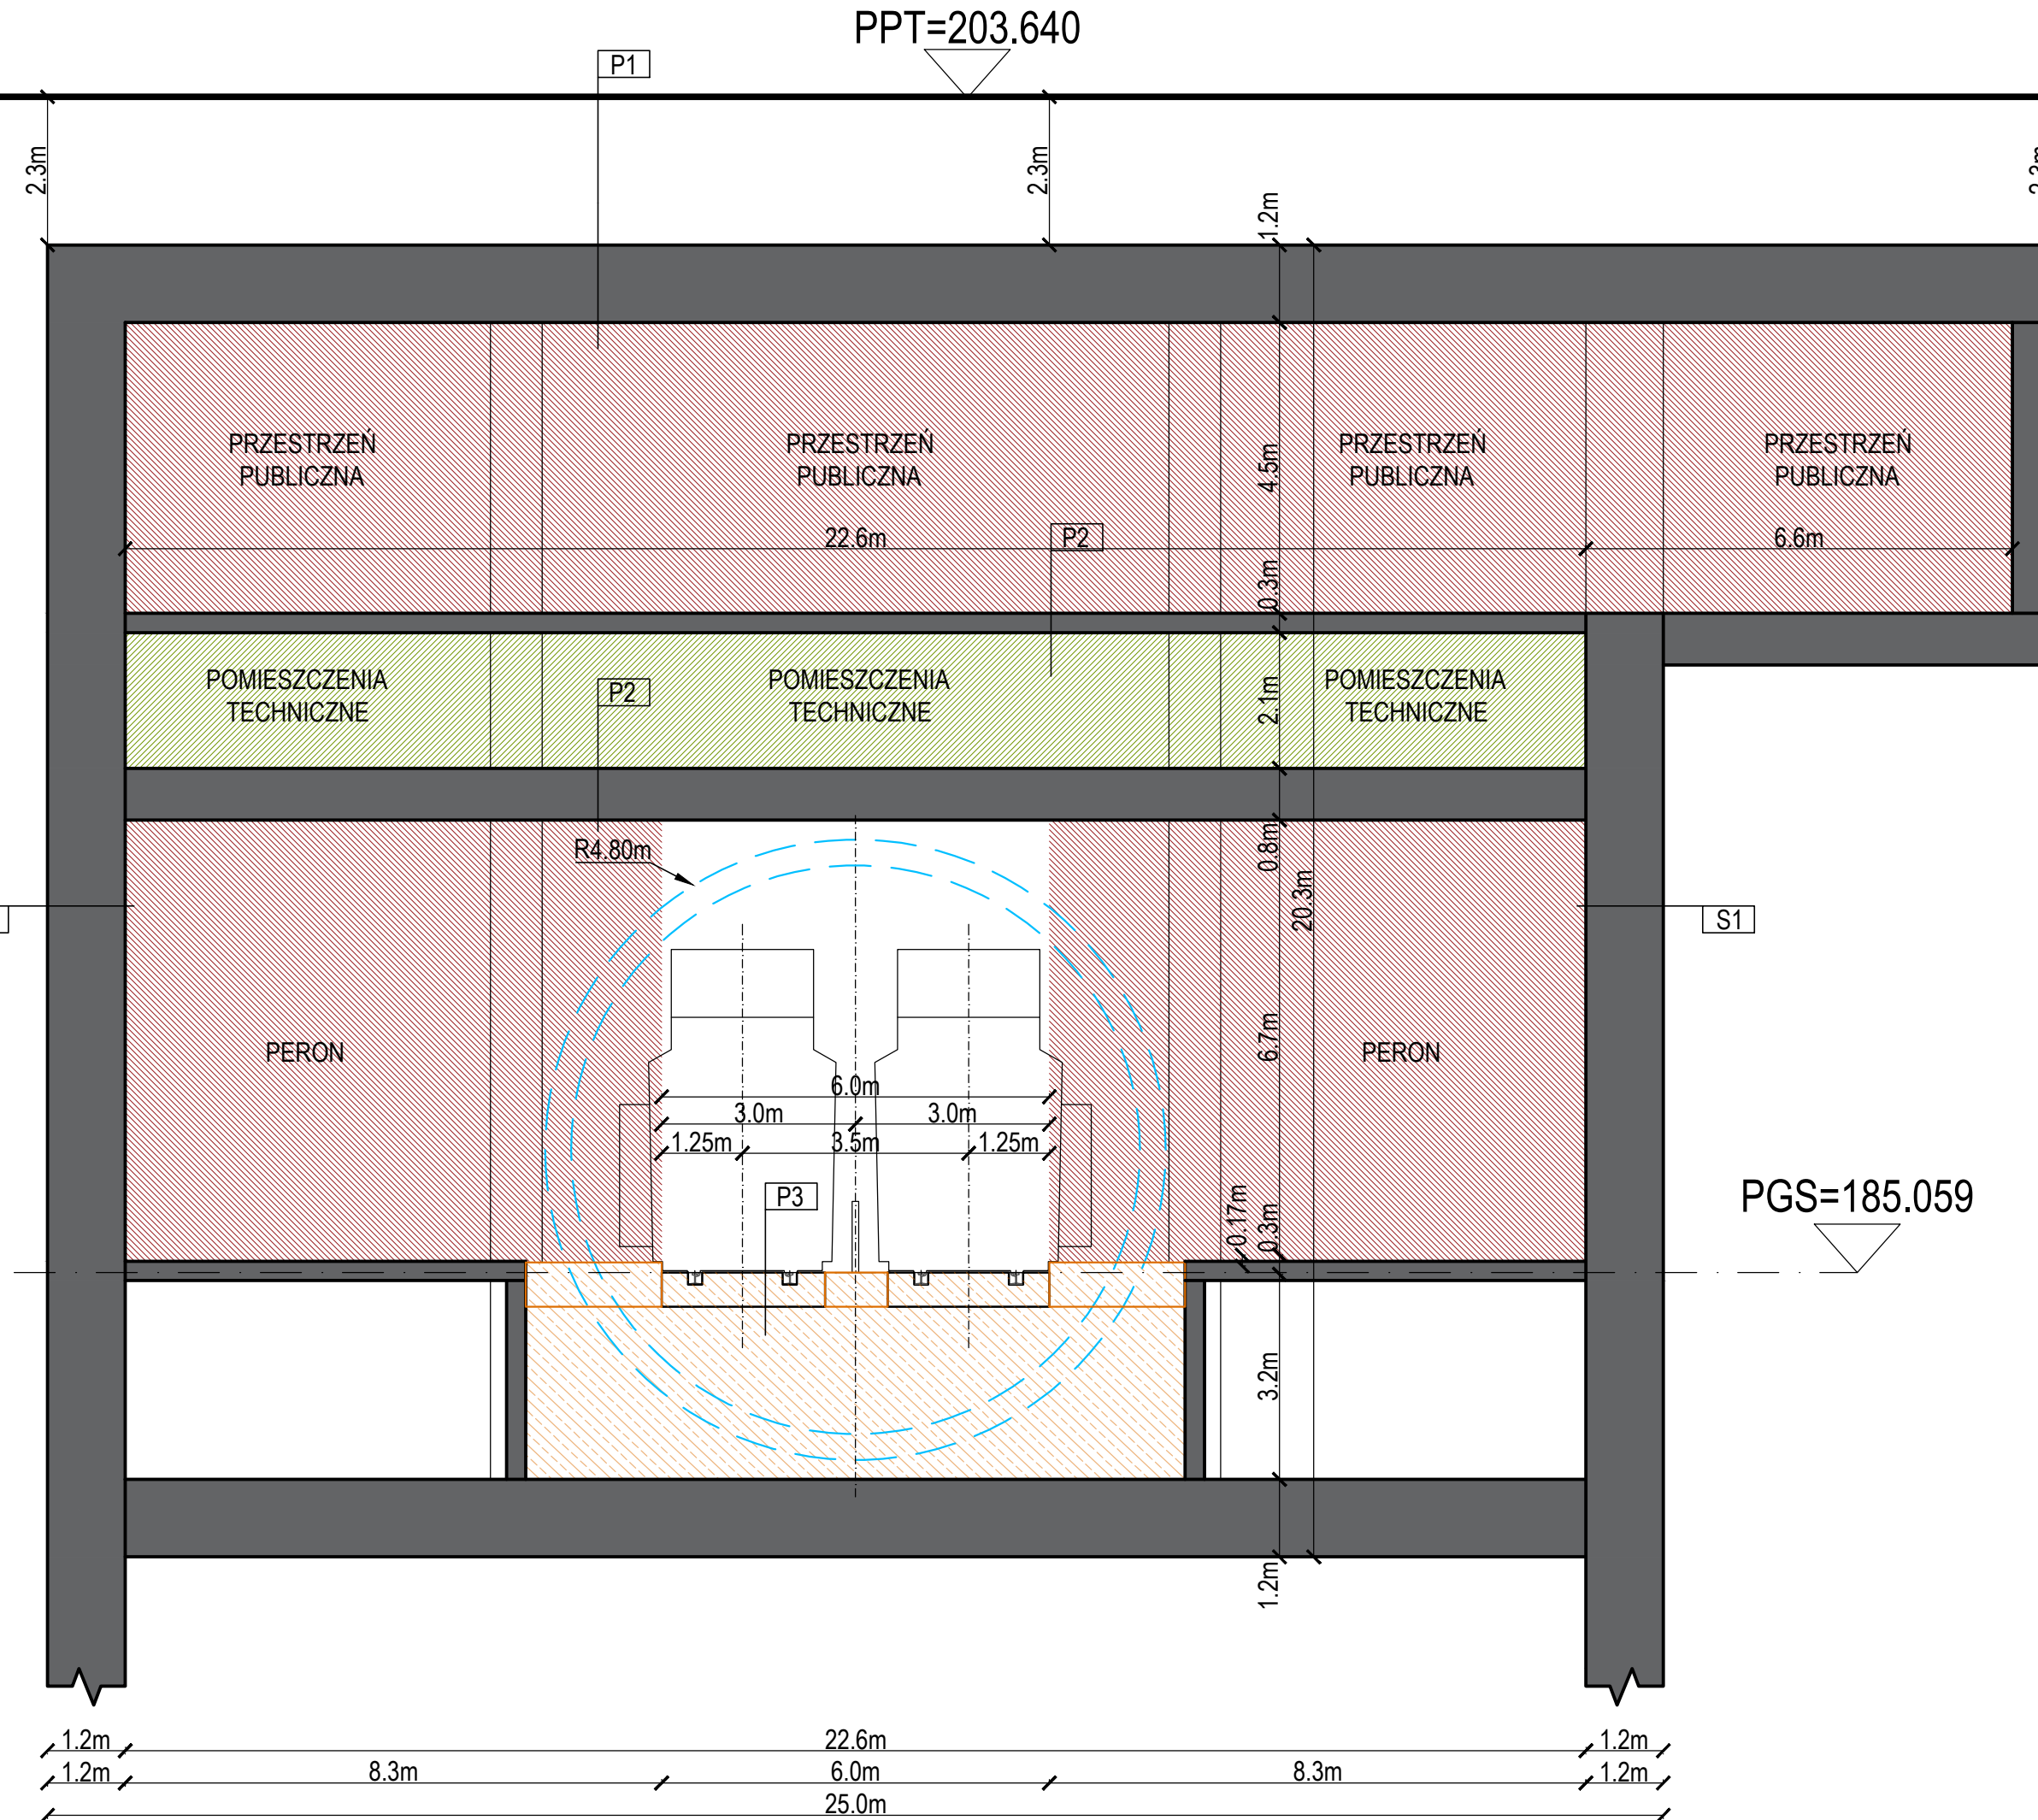 PPT=203.640
P1
2.3m
2.3m
2.3m
1.2m
PRZESTRZEŃ
PUBLICZNA
PRZESTRZEŃ
PUBLICZNA
PRZESTRZEŃ
PUBLICZNA
PRZESTRZEŃ
PUBLICZNA
4.5m
22.6m
P2
6.6m
0.3m
POMIESZCZENIA
TECHNICZNE
P2
POMIESZCZENIA
TECHNICZNE
2.1m
POMIESZCZENIA
TECHNICZNE
R4.80m
0.8m
20.3m
S1
PERON
6.7m
PERON
6.0m
3.0m
3.0m
1.25m
3.5m
1.25m
P3
0.17m
0.3m
PGS=185.059
3.2m
1.2m
1.2m
22.6m
1.2m
1.2m
8.3m
6.0m
8.3m
1.2m
25.0m